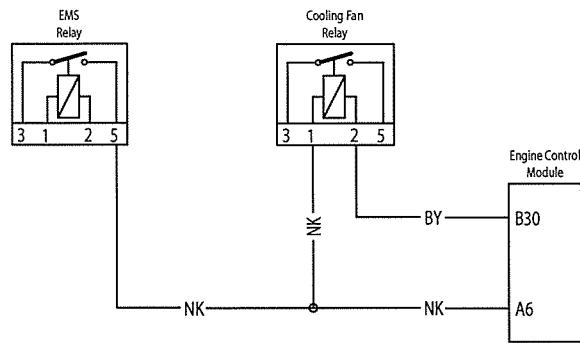 EMS
Relay
Cooling Fan
Relay
3 1 2 5
3 1 2 5
Engine Control
Module
NK
BY
B30
NK
NK
A6